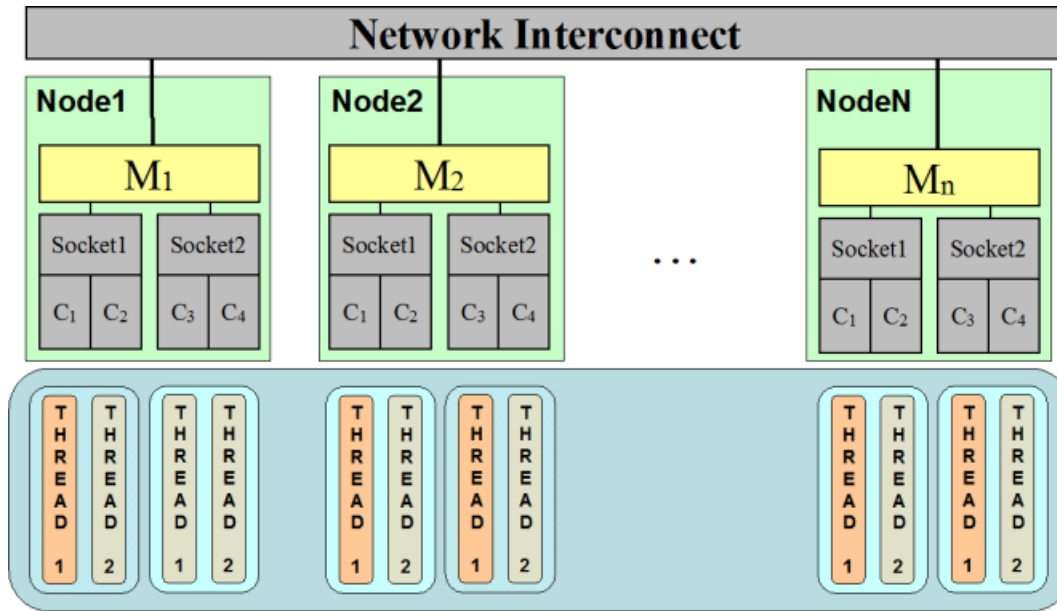 Network Interconnect
Node1
M1
Socket1 Socket2
C1 C2 C3 C4
Node2
M2
Socket1 Socket2
C1 C2 C3 C4
...
NodeN
Mn
Socket1 Socket2
C1 C2 C3 C4
THREAD 1
THREAD 2
THREAD 1
THREAD 2
THREAD 1
THREAD 2
THREAD 1
THREAD 2
THREAD 1
THREAD 2
THREAD 1
THREAD 2